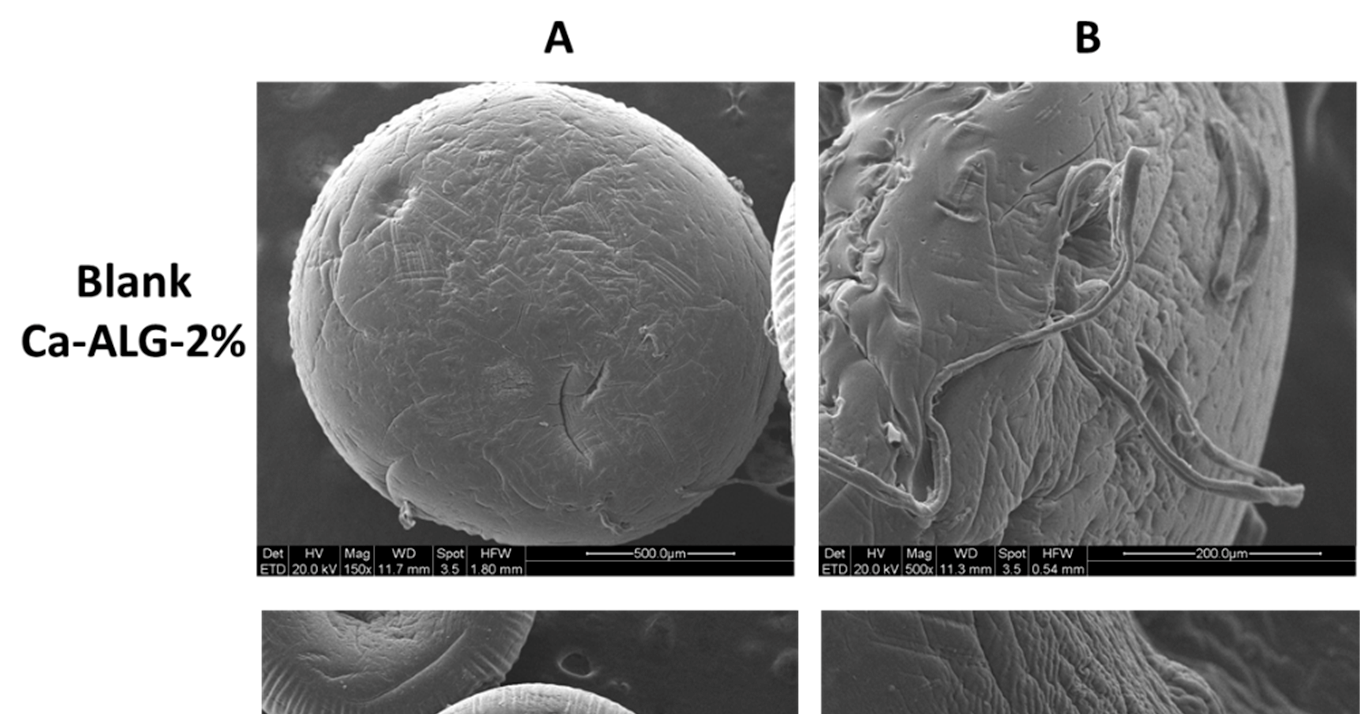 A
B
Blank
Ca-ALG-2%
Det HV Mag WD Spot HFW
500.0µm
ETD 20.0 kV 150x 11.7 mm 3.5 1.80 mm
Det HV Mag WD Spot HFW
200.0µm
ETD 20.0 kV 500x 11.3 mm 3.5 0.54 mm